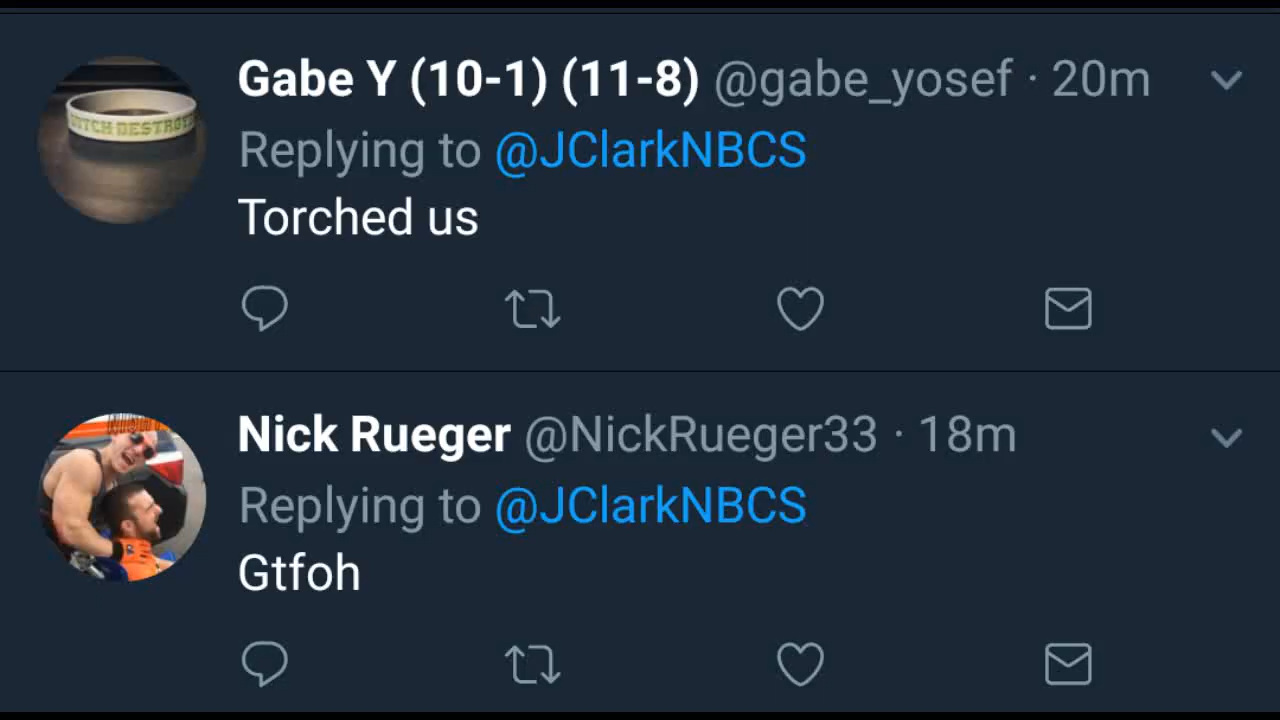 Gabe Y (10-1) (11-8) @gabe_yosef · 20m
Replying to @JClarkNBCS
Torched us
Nick Rueger @NickRueger33 · 18m
Replying to @JClarkNBCS
Gtfoh